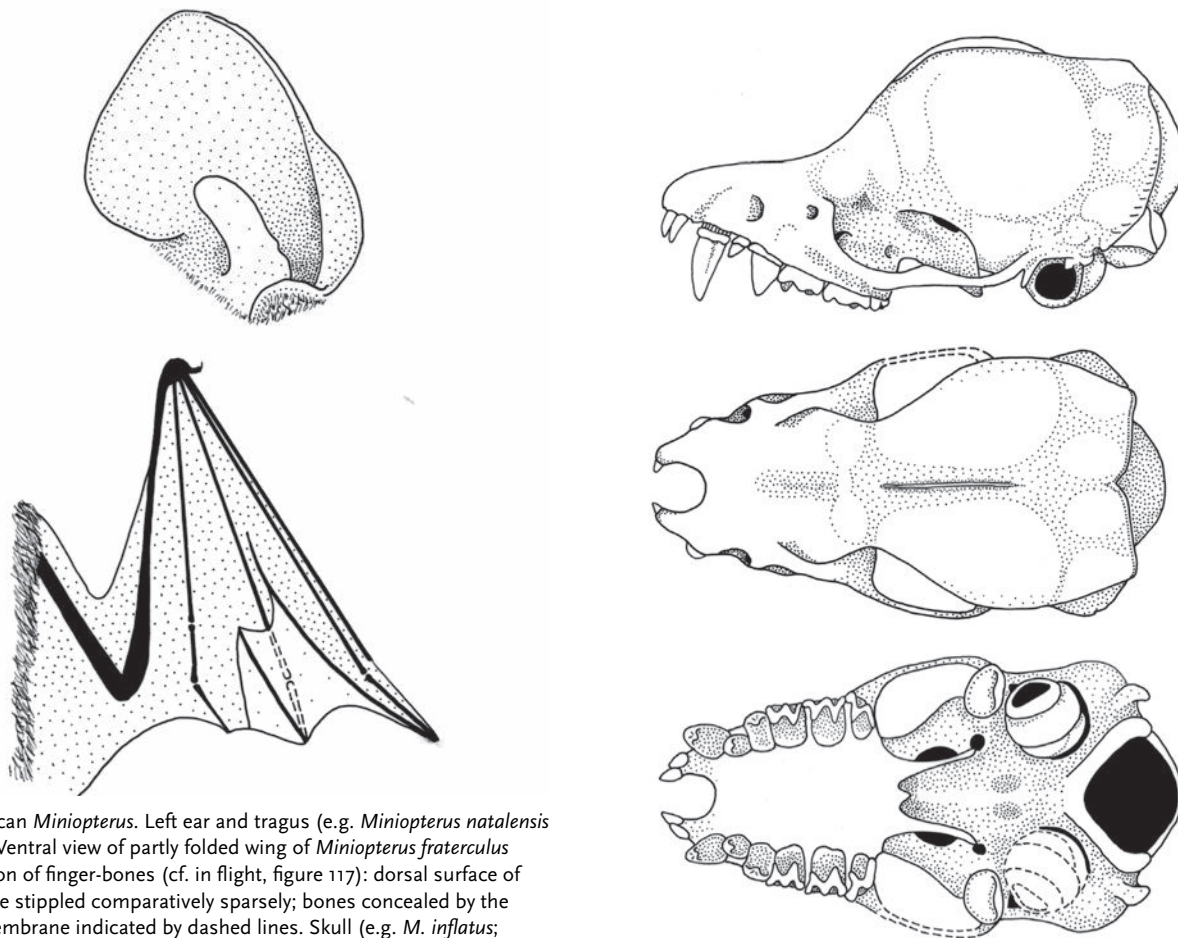 can Miniopterus. Left ear and tragus (e.g. Miniopterus natalensis
Ventral view of partly folded wing of Miniopterus fraterculus
on of finger-bones (cf. in flight, figure 117): dorsal surface of
e stippled comparatively sparsely; bones concealed by the
embrane indicated by dashed lines. Skull (e.g. M. inflatus;